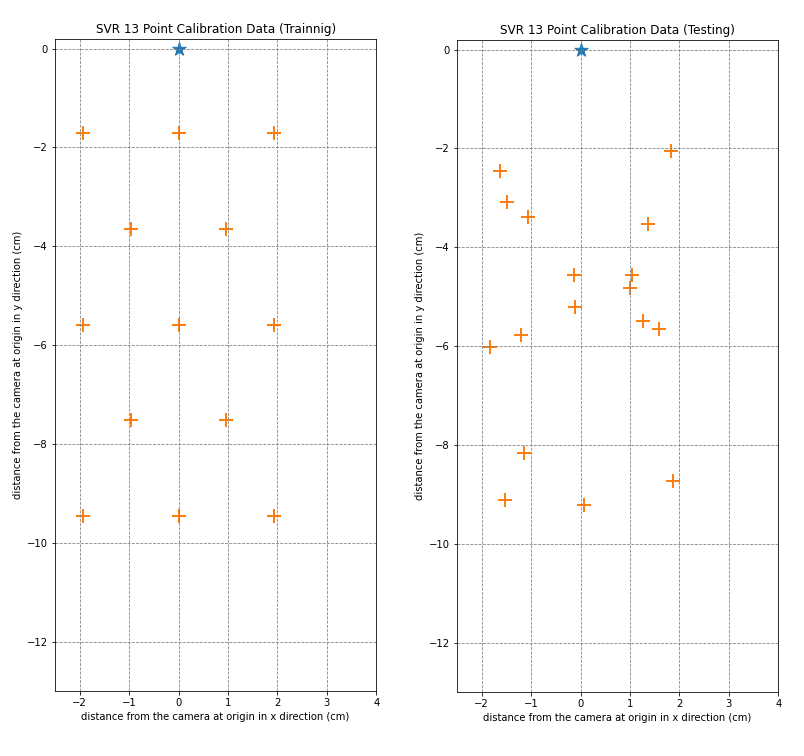 SVR 13 Point Calibration Data (Trainnig)
0
−2
−4
−6
−8
−10
−12
distance from the camera at origin in y direction (cm)
−2 −1 0 1 2 3 4
distance from the camera at origin in x direction (cm)
SVR 13 Point Calibration Data (Testing)
0
−2
−4
−6
−8
−10
−12
distance from the camera at origin in y direction (cm)
−2 −1 0 1 2 3 4
distance from the camera at origin in x direction (cm)